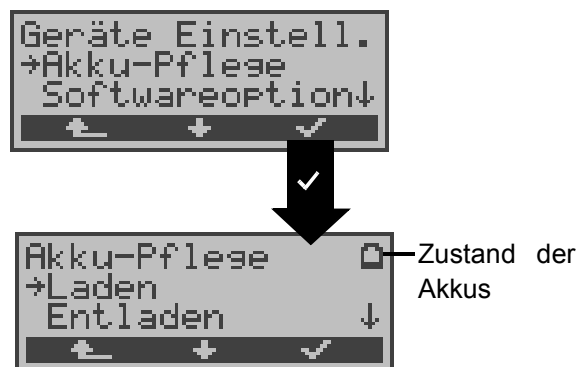 Geräte Einstell.
→Akku-Pflege
Softwareoption↓
Akku-Pflege
→Laden
Entladen ↓
Zustand der
Akkus